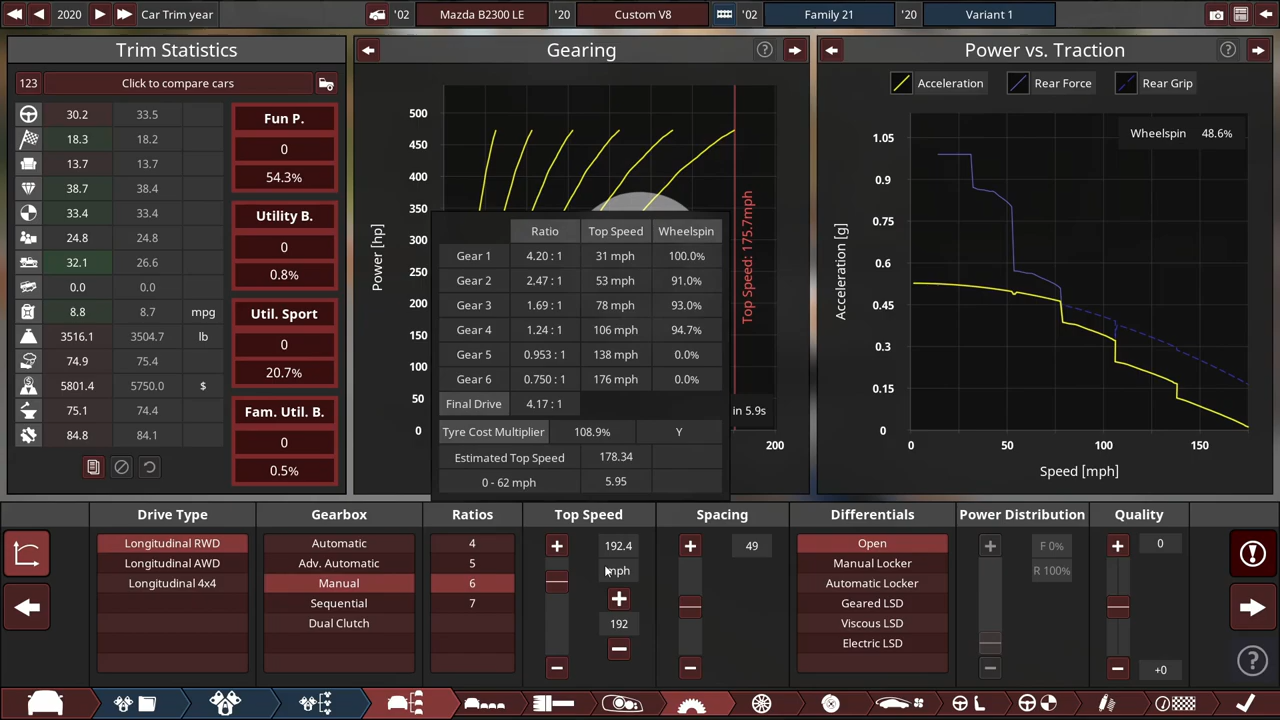 2020 Car Trim year '02 Mazda B2300 LE '20 Custom V8 '02 Family 21 '20 Variant 1
Trim Statistics
123 Click to compare cars
30.2 33.5
18.3 18.2
13.7 13.7
38.7 38.4
33.4 33.4
24.8 24.8
32.1 26.6
0.0 0.0
8.8 8.7 mpg
3516.1 3504.7 lb
74.9 75.4
5801.4 5750.0 $
75.1 74.4
84.8 84.1
Fun P.
0
54.3%
Utility B.
0
0.8%
Util. Sport
0
20.7%
Fam. Util. B.
0
0.5%
Gearing ?
Power [hp]
500
450
400
350
300
250
200
150
100
50
0
200
Top Speed: 175.7mph
in 5.9s
Ratio Top Speed Wheelspin
Gear 1 4.20 : 1 31 mph 100.0%
Gear 2 2.47 : 1 53 mph 91.0%
Gear 3 1.69 : 1 78 mph 93.0%
Gear 4 1.24 : 1 106 mph 94.7%
Gear 5 0.953 : 1 138 mph 0.0%
Gear 6 0.750 : 1 176 mph 0.0%
Final Drive 4.17 : 1
Tyre Cost Multiplier 108.9% Y
Estimated Top Speed 178.34
0 - 62 mph 5.95
Power vs. Traction ?
Acceleration Rear Force Rear Grip
Wheelspin 48.6%
Acceleration [g]
1.05
0.9
0.75
0.6
0.45
0.3
0.15
0
0 50 100 150
Speed [mph]
Drive Type
Longitudinal RWD
Longitudinal AWD
Longitudinal 4x4
Gearbox
Automatic
Adv. Automatic
Manual
Sequential
Dual Clutch
Ratios
4
5
6
7
Top Speed
192.4
mph
192
Spacing
49
Differentials
Open
Manual Locker
Automatic Locker
Geared LSD
Viscous LSD
Electric LSD
Power Distribution
F 0%
R 100%
Quality
0
+0
?